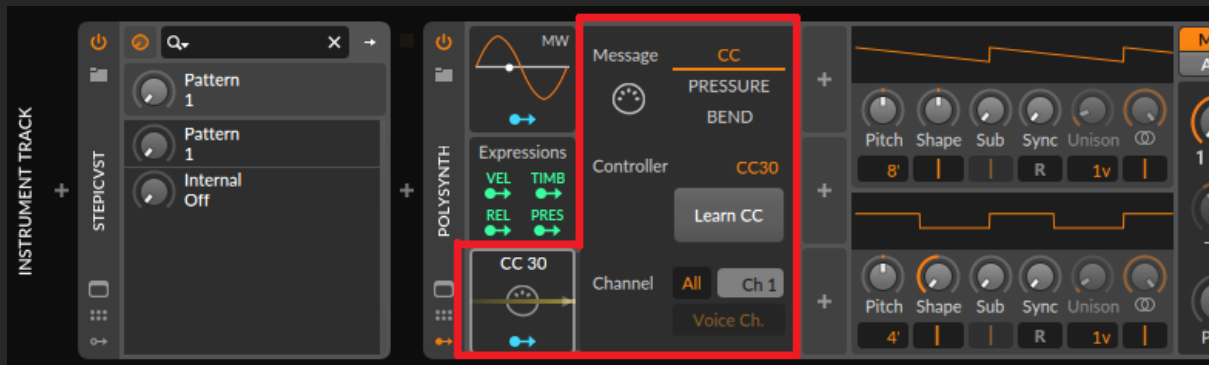 INSTRUMENT TRACK
STEPICVST
Pattern
1
Pattern
1
Internal
Off
POLYSYNTH
MW
Expressions
VEL TIMB
REL PRES
CC 30
Message CC
PRESSURE
BEND
Controller CC30
Learn CC
Channel All Ch 1
Voice Ch.
Pitch Shape Sub Sync Unison
8' R 1v
Pitch Shape Sub Sync Unison
4' R 1v